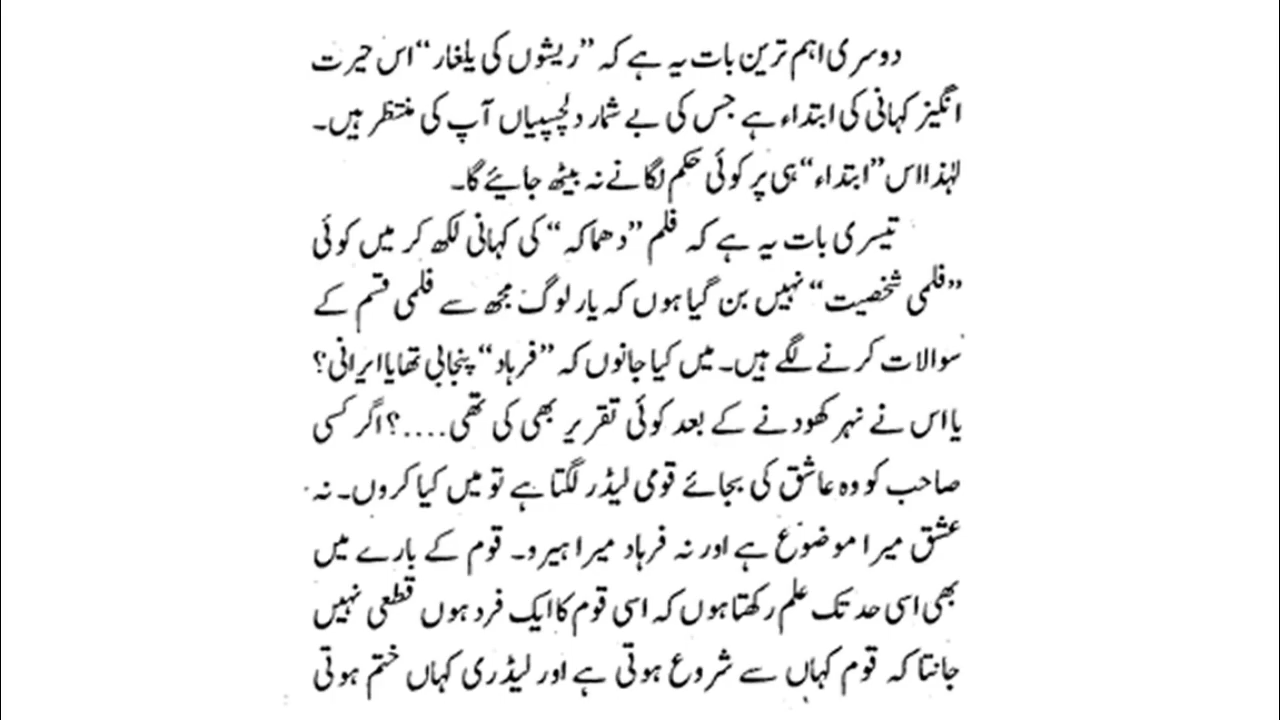 دوسری اہم ترین بات یہ ہے کہ ”ریشوں کی یلغار“ اس حیرت
انگیز کہانی کی ابتداء ہے جس کی بے شمار دلچسپیاں آپ کی منتظر ہیں۔
لہٰذا اس ”ابتداء“ ہی پر کوئی حکم لگانے نہ بیٹھ جایئے گا۔
تیسری بات یہ ہے کہ فلم ”دھماکہ“ کی کہانی لکھ کر میں کوئی
”فلمی شخصیت“ نہیں بن گیا ہوں کہ یار لوگ مجھ سے فلمی قسم کے
سوالات کرنے لگے ہیں۔ میں کیا جانوں کہ ”فرہاد“ پنجابی تھا یا ایرانی؟
یا اس نے نہر کھودنے کے بعد کوئی تقریر بھی کی تھی....؟ اگر کسی
صاحب کو وہ عاشق کی بجائے قومی لیڈر لگتا ہے تو میں کیا کروں۔ نہ
عشق میرا موضوع ہے اور نہ فرہاد میرا ہیرو۔ قوم کے بارے میں
بھی اسی حد تک علم رکھتا ہوں کہ اسی قوم کا ایک فرد ہوں قطعی نہیں
جانتا کہ قوم کہاں سے شروع ہوتی ہے اور لیڈری کہاں ختم ہوتی